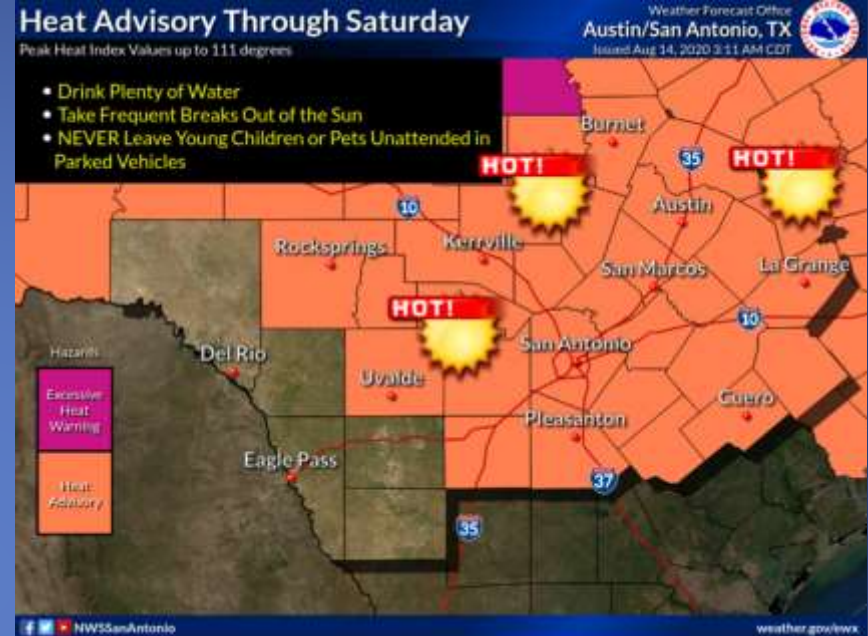 Heat Advisory Through Saturday
Peak Heat Index Values up to 111 degrees
Weather Forecast Office
Austin/San Antonio, TX
Issued Aug 14, 2020 3:11 AM CDT
• Drink Plenty of Water
• Take Frequent Breaks Out of the Sun
• NEVER Leave Young Children or Pets Unattended in
Parked Vehicles
Burnet
HOT!
35
HOT!
10
Austin
Rocksprings
Kerrville
San Marcos
La Grange
HOT!
10
Hazards
Del Rio
San Antonio
Uvalde
Excessive
Heat
Warning
Cuero
Pleasanton
Eagle Pass
Heat
Advisory
37
35
NWSSanAntonio
weather.gov/ewx